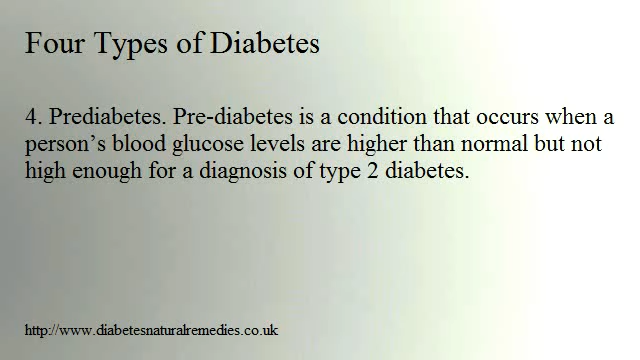 Four Types of Diabetes
4. Prediabetes. Pre-diabetes is a condition that occurs when a
person’s blood glucose levels are higher than normal but not
high enough for a diagnosis of type 2 diabetes.
http://www.diabetesnaturalremedies.co.uk